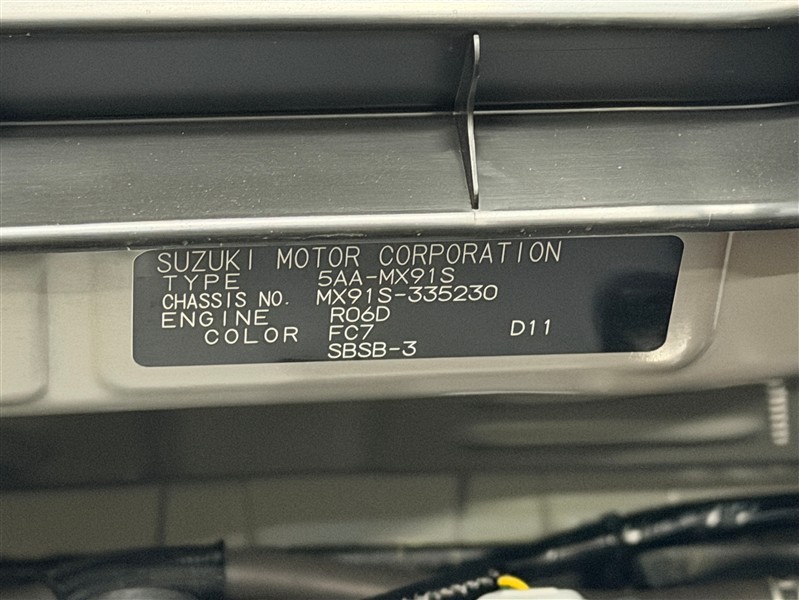 SUZUKI MOTOR CORPORATION
TYPE 5AA-MX91S
CHASSIS NO. MX91S-335230
ENGINE R06D
COLOR FC7 D11
SBSB-3